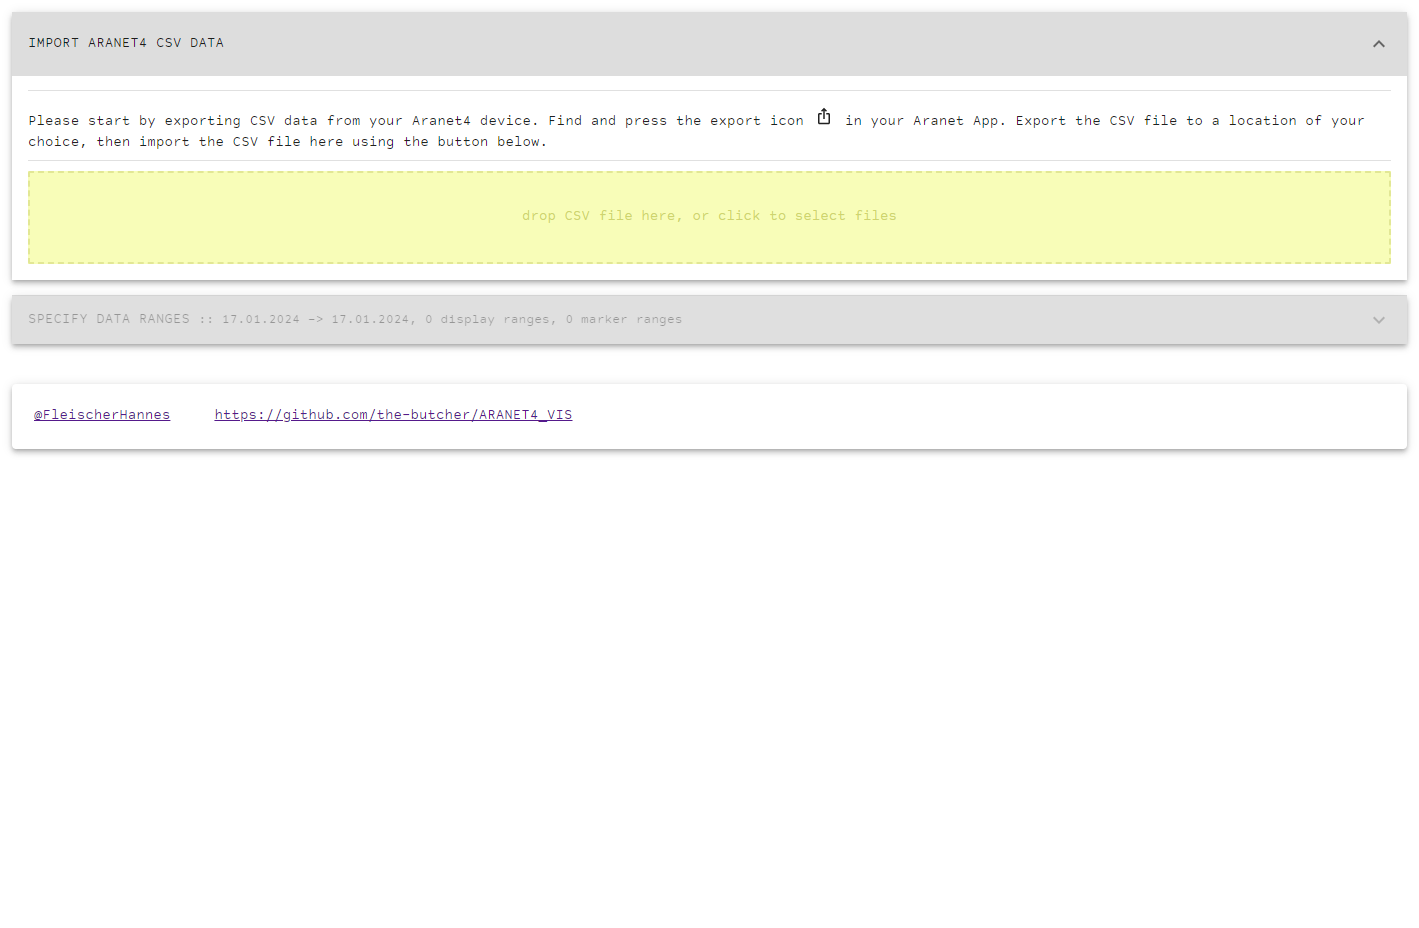 IMPORT ARANET4 CSV DATA
Please start by exporting CSV data from your Aranet4 device. Find and press the export icon in your Aranet App. Export the CSV file to a location of your
choice, then import the CSV file here using the button below.
drop CSV file here, or click to select files
SPECIFY DATA RANGES :: 17.01.2024 -> 17.01.2024, 0 display ranges, 0 marker ranges
@FleischerHannes https://github.com/the-butcher/ARANET4_VIS